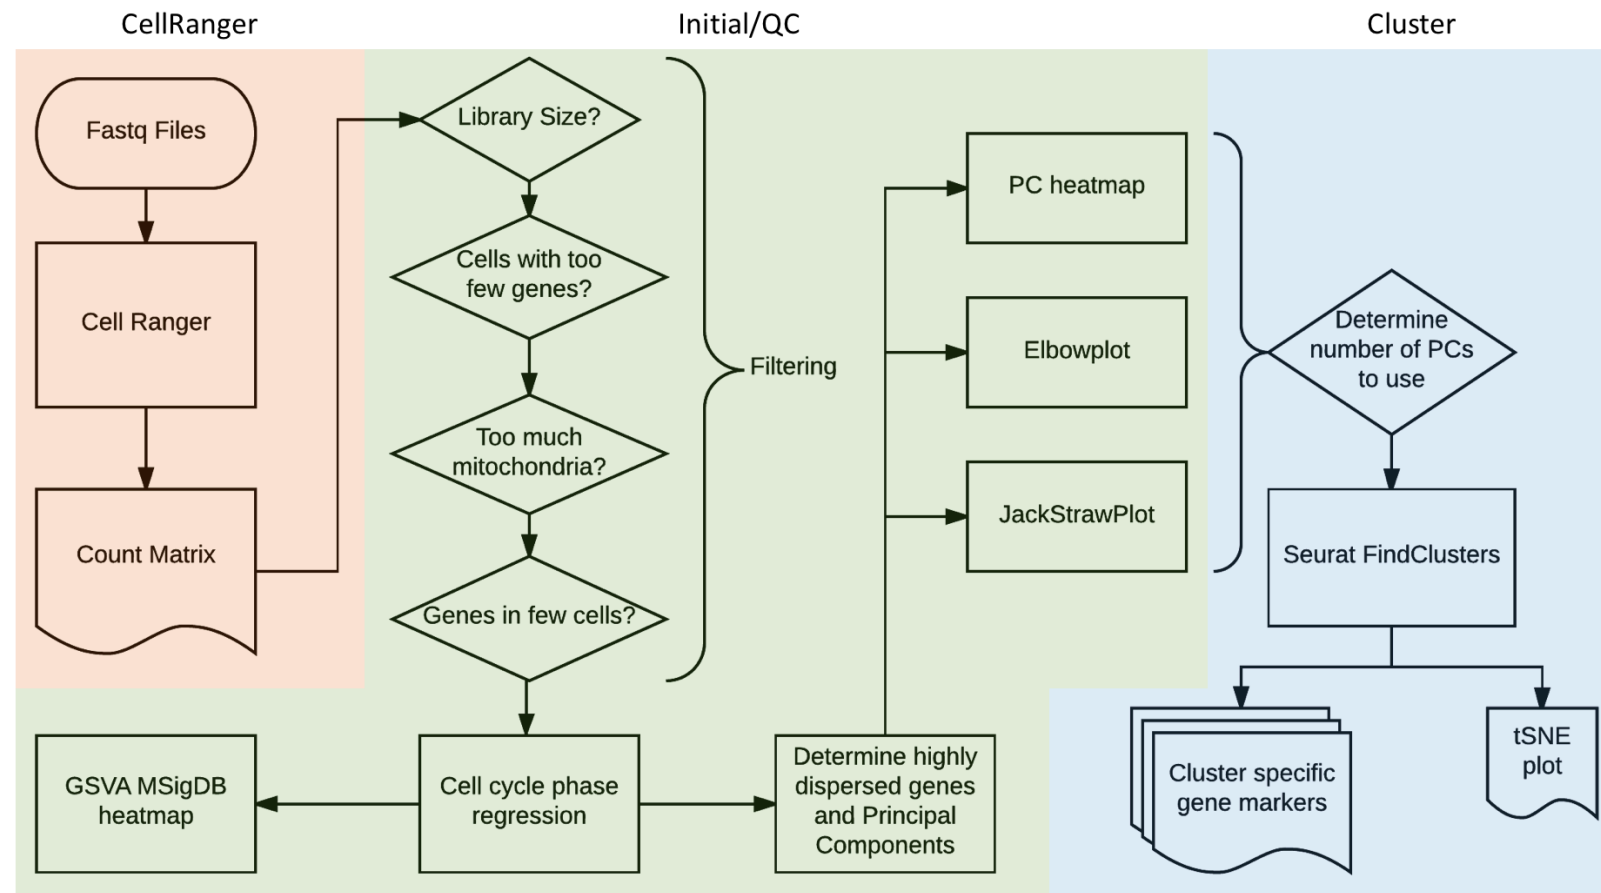 CellRanger
Initial/QC
Cluster
Fastq Files
Cell Ranger
Count Matrix
Library Size?
Cells with too
few genes?
Too much
mitochondria?
Genes in few cells?
Filtering
GSVA MSigDB
heatmap
Cell cycle phase
regression
Determine highly
dispersed genes
and Principal
Components
PC heatmap
Elbowplot
JackStrawPlot
Determine
number of PCs
to use
Seurat FindClusters
Cluster specific
gene markers
tSNE
plot